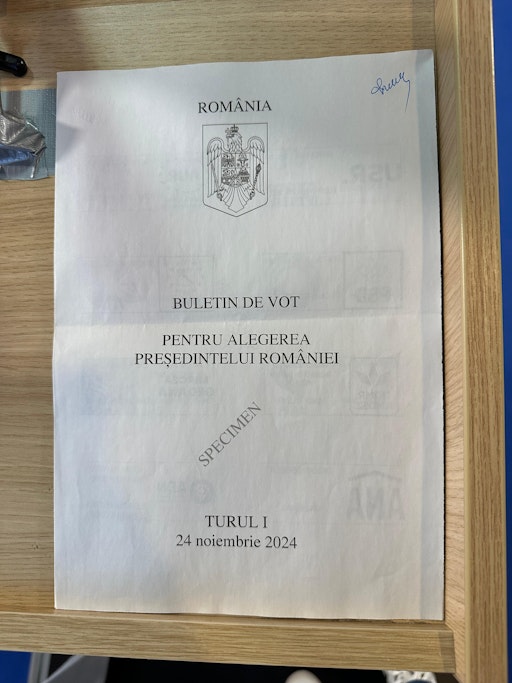 ROMÂNIA
BULETIN DE VOT
PENTRU ALEGEREA
PREȘEDINTELUI ROMÂNIEI
SPECIMEN
TURUL I
24 noiembrie 2024